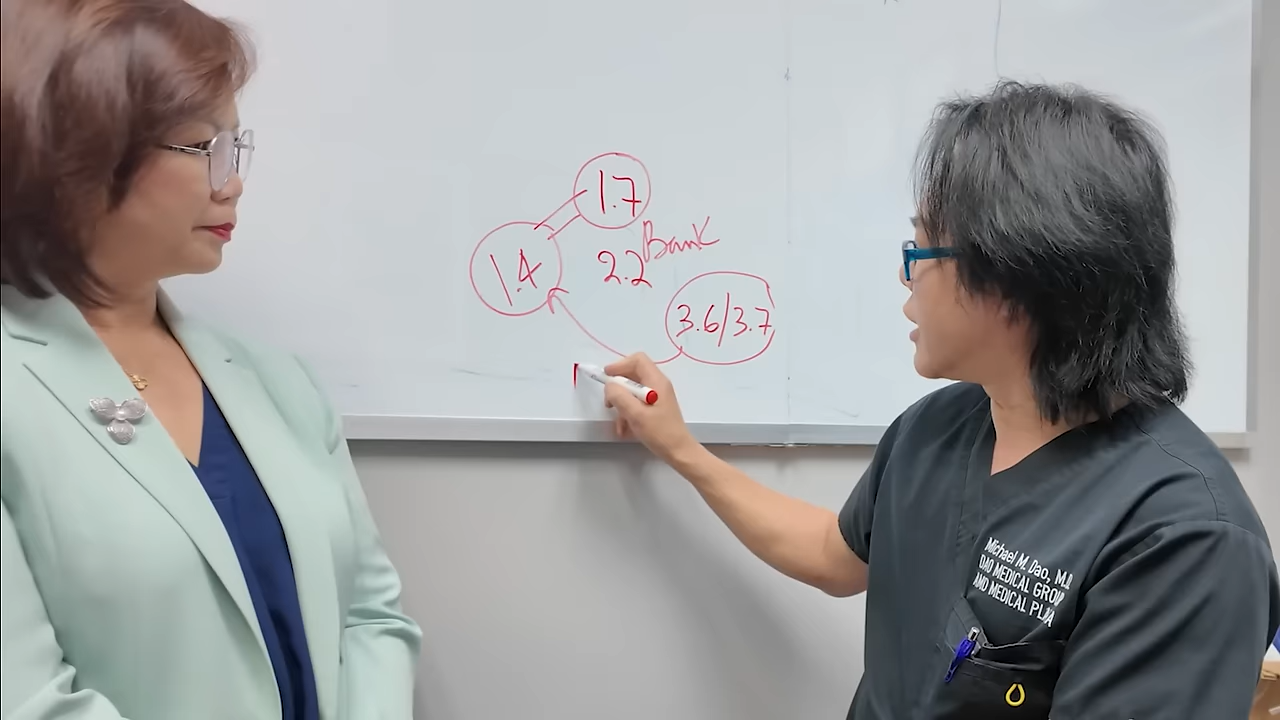 1.7
Bank
2.2
1.4
3.6/3.7
Michael M. Dao, M.D.
DAO MEDICAL GROUP
AND MEDICAL PLAZA